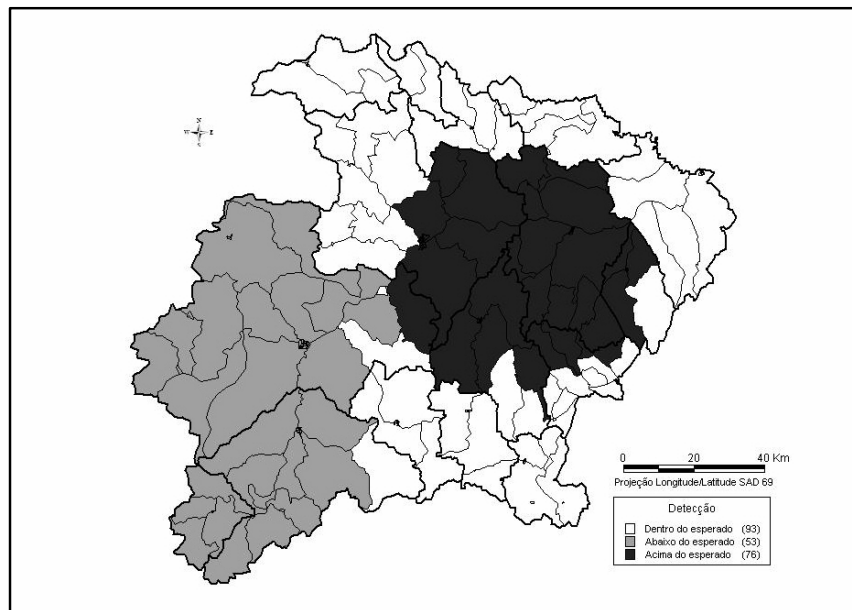 N
W E
S
0 20 40 Km
Projeção Longitude/Latitude SAD 69
Detecção
Dentro do esperado (93)
Abaixo do esperado (53)
Acima do esperado (76)